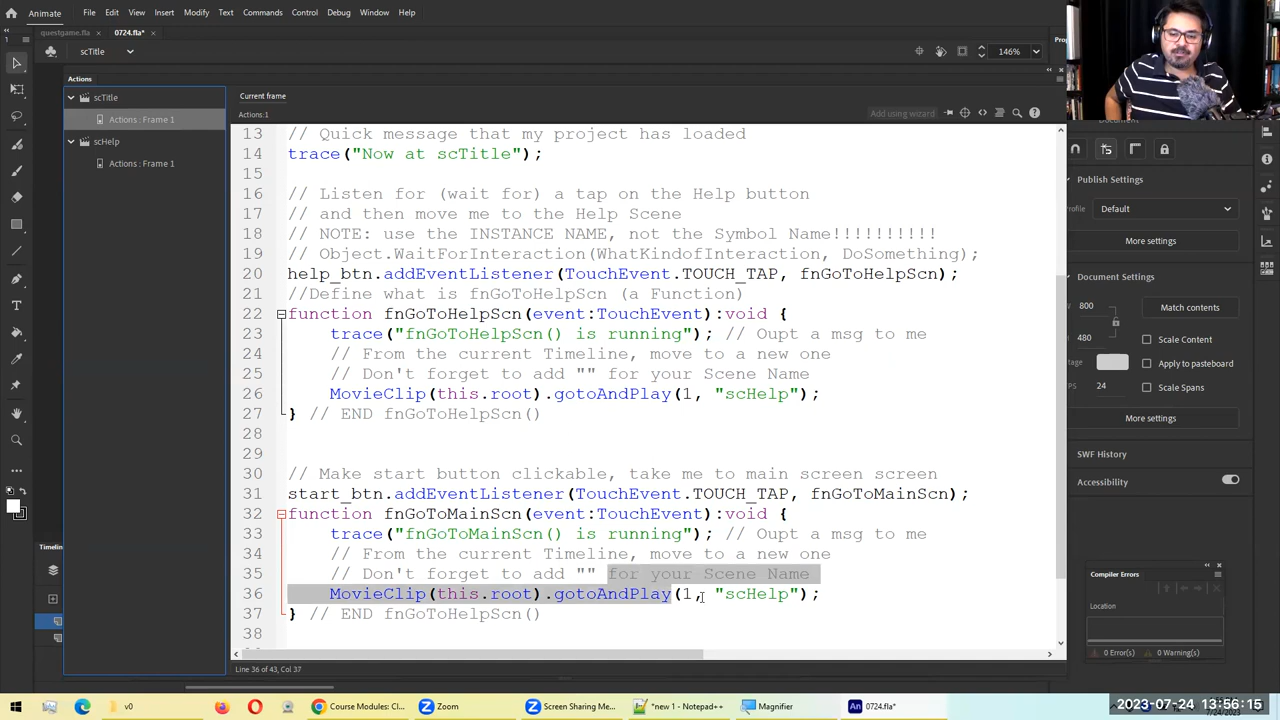 Animate File Edit View Insert Modify Text Commands Control Debug Window Help
questgame.fla × 0724.fla* ×
scTitle 146%
Actions
scTitle
Actions : Frame 1
scHelp
Actions : Frame 1
Current frame
Actions:1
Add using wizard
13 // Quick message that my project has loaded
14 trace("Now at scTitle");
15
16 // Listen for (wait for) a tap on the Help button
17 // and then move me to the Help Scene
18 // NOTE: use the INSTANCE NAME, not the Symbol Name!!!!!!!!!!
19 // Object.WaitForInteraction(WhatKindofInteraction, DoSomething);
20 help_btn.addEventListener(TouchEvent.TOUCH_TAP, fnGoToHelpScn);
21 //Define what is fnGoToHelpScn (a Function)
22 function fnGoToHelpScn(event:TouchEvent):void {
23 trace("fnGoToHelpScn() is running"); // Oupt a msg to me
24 // From the current Timeline, move to a new one
25 // Don't forget to add "" for your Scene Name
26 MovieClip(this.root).gotoAndPlay(1, "scHelp");
27 } // END fnGoToHelpScn()
28
29
30 // Make start button clickable, take me to main screen screen
31 start_btn.addEventListener(TouchEvent.TOUCH_TAP, fnGoToMainScn);
32 function fnGoToMainScn(event:TouchEvent):void {
33 trace("fnGoToMainScn() is running"); // Oupt a msg to me
34 // From the current Timeline, move to a new one
35 // Don't forget to add "" for your Scene Name
36 MovieClip(this.root).gotoAndPlay(1, "scHelp");
37 } // END fnGoToHelpScn()
38
Line 36 of 43, Col 37
Timelin
Publish Settings
Default
More settings
Document Settings
800
Match contents
480
Scale Content
Apply to pasteboard
24
Scale Spans
More settings
SWF History
Accessibility
Compiler Errors
Location
0 Error(s) 0 Warning(s)
v0 Course Modules: Cl... Zoom Screen Sharing Me... *new 1 - Notepad++ Magnifier An 0724.fla*
2023-07-24 13:56:15